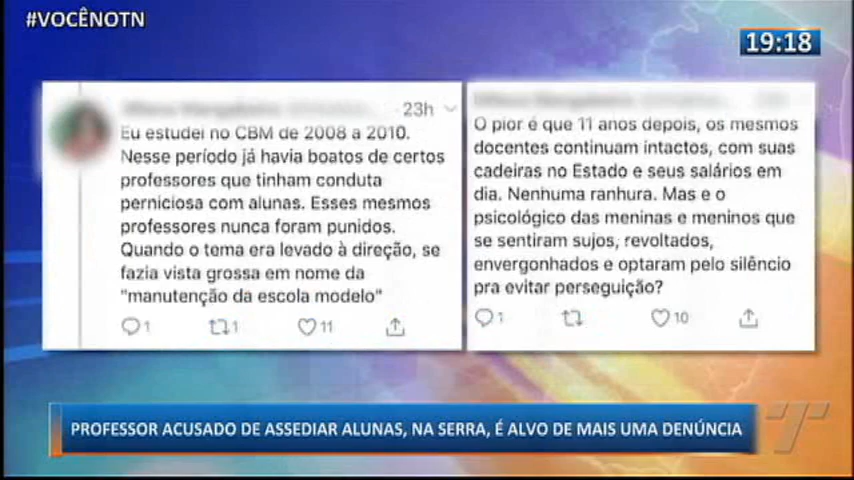 #VOCÊNOTN
19:18
23h
Eu estudei no CBM de 2008 a 2010.
Nesse período já havia boatos de certos
professores que tinham conduta
perniciosa com alunas. Esses mesmos
professores nunca foram punidos.
Quando o tema era levado à direção, se
fazia vista grossa em nome da
"manutenção da escola modelo"
1 1 11
O pior é que 11 anos depois, os mesmos
docentes continuam intactos, com suas
cadeiras no Estado e seus salários em
dia. Nenhuma ranhura. Mas e o
psicológico das meninas e meninos que
se sentiram sujos, revoltados,
envergonhados e optaram pelo silêncio
pra evitar perseguição?
1 10
PROFESSOR ACUSADO DE ASSEDIAR ALUNAS, NA SERRA, É ALVO DE MAIS UMA DENÚNCIA